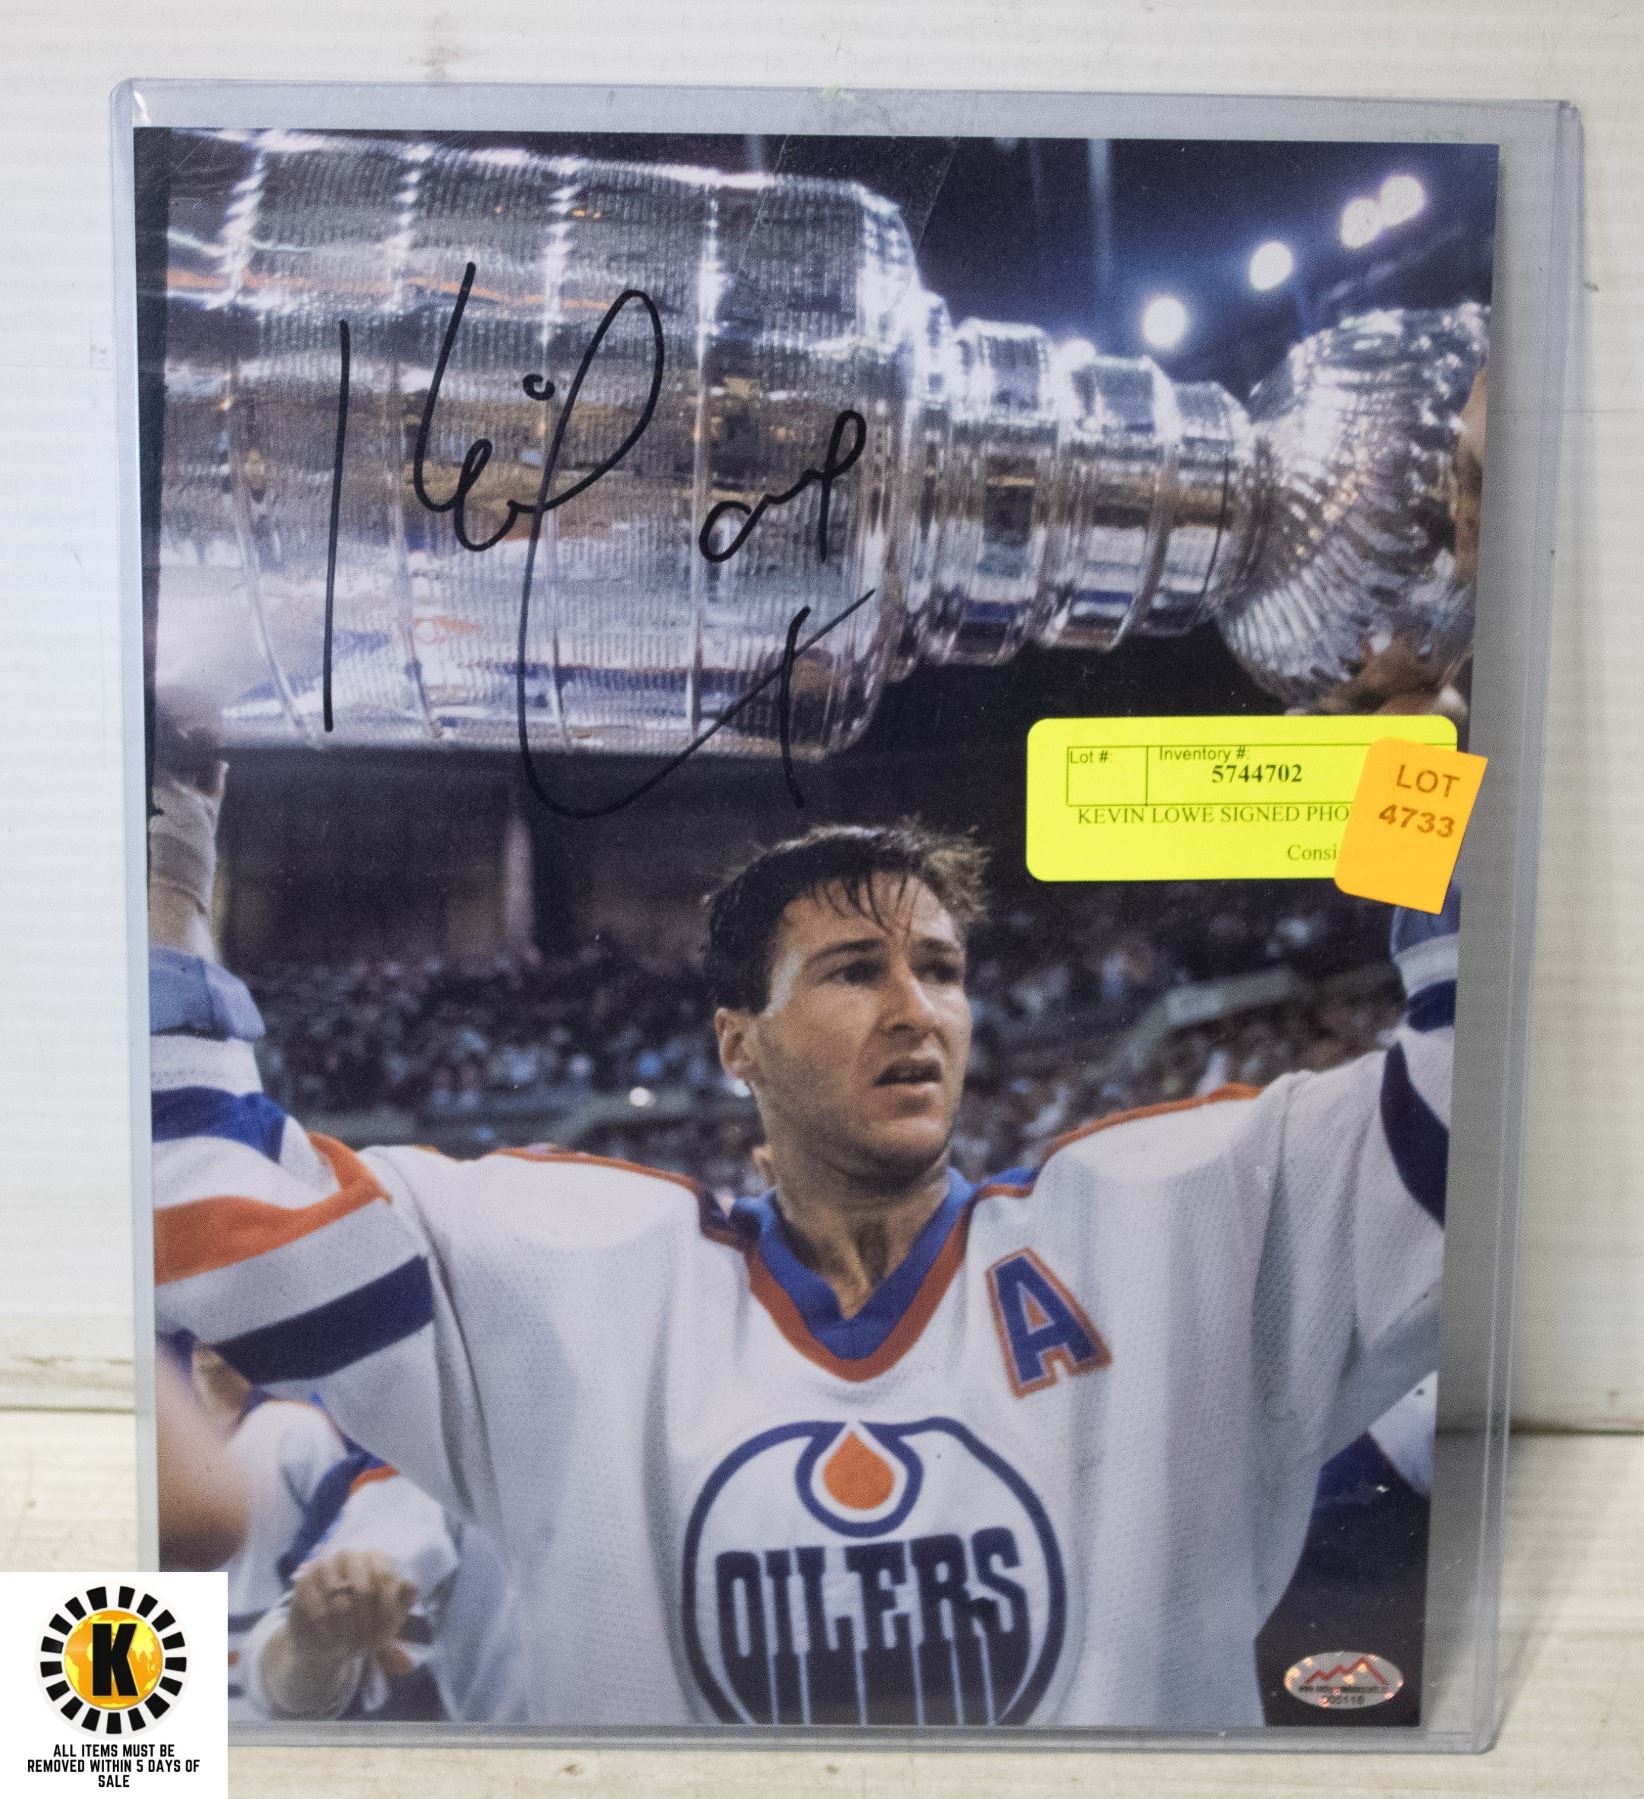 Lot #:
Inventory #:
5744702
KEVIN LOWE SIGNED PHO
Consi
LOT
4733
A
OILERS
K
ALL ITEMS MUST BE
REMOVED WITHIN 5 DAYS OF
SALE